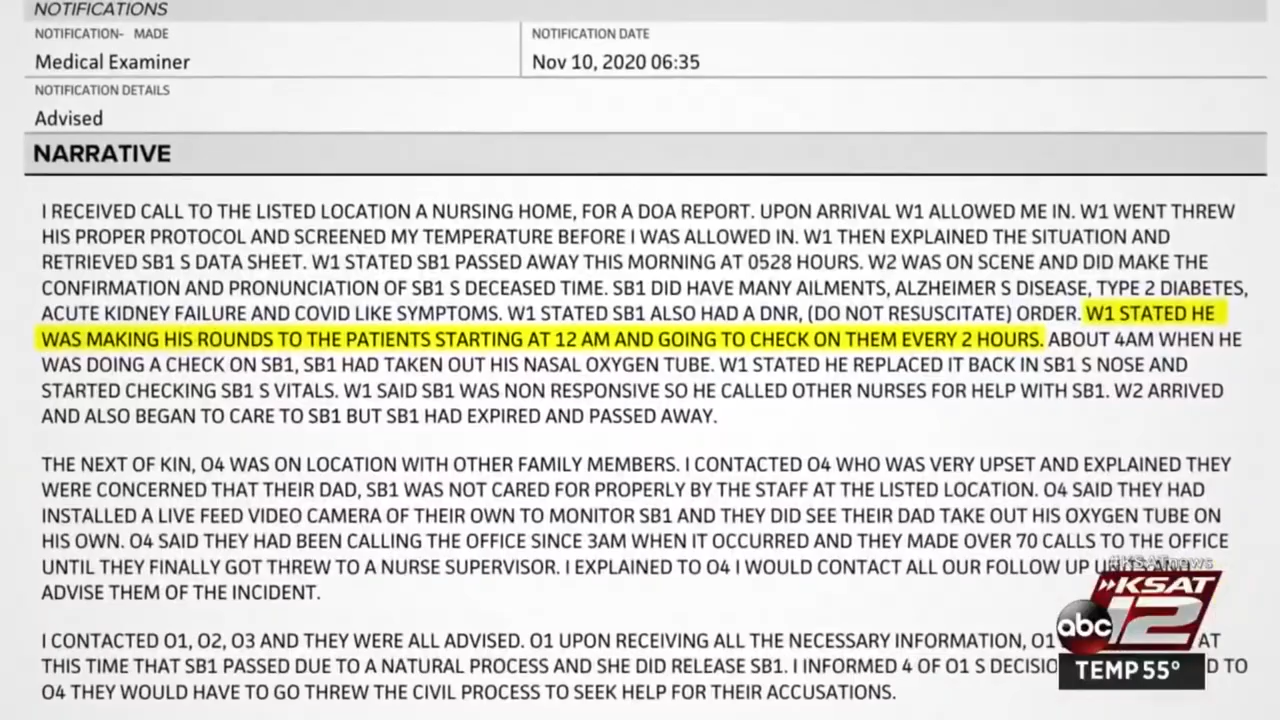 NOTIFICATIONS
NOTIFICATION- MADE
NOTIFICATION DATE
Medical Examiner
Nov 10, 2020 06:35
NOTIFICATION DETAILS
Advised
NARRATIVE
I RECEIVED CALL TO THE LISTED LOCATION A NURSING HOME, FOR A DOA REPORT. UPON ARRIVAL W1 ALLOWED ME IN. W1 WENT THREW
HIS PROPER PROTOCOL AND SCREENED MY TEMPERATURE BEFORE I WAS ALLOWED IN. W1 THEN EXPLAINED THE SITUATION AND
RETRIEVED SB1 S DATA SHEET. W1 STATED SB1 PASSED AWAY THIS MORNING AT 0528 HOURS. W2 WAS ON SCENE AND DID MAKE THE
CONFIRMATION AND PRONUNCIATION OF SB1 S DECEASED TIME. SB1 DID HAVE MANY AILMENTS, ALZHEIMER S DISEASE, TYPE 2 DIABETES,
ACUTE KIDNEY FAILURE AND COVID LIKE SYMPTOMS. W1 STATED SB1 ALSO HAD A DNR, (DO NOT RESUSCITATE) ORDER. W1 STATED HE
WAS MAKING HIS ROUNDS TO THE PATIENTS STARTING AT 12 AM AND GOING TO CHECK ON THEM EVERY 2 HOURS. ABOUT 4AM WHEN HE
WAS DOING A CHECK ON SB1, SB1 HAD TAKEN OUT HIS NASAL OXYGEN TUBE. W1 STATED HE REPLACED IT BACK IN SB1 S NOSE AND
STARTED CHECKING SB1 S VITALS. W1 SAID SB1 WAS NON RESPONSIVE SO HE CALLED OTHER NURSES FOR HELP WITH SB1. W2 ARRIVED
AND ALSO BEGAN TO CARE TO SB1 BUT SB1 HAD EXPIRED AND PASSED AWAY.
THE NEXT OF KIN, O4 WAS ON LOCATION WITH OTHER FAMILY MEMBERS. I CONTACTED O4 WHO WAS VERY UPSET AND EXPLAINED THEY
WERE CONCERNED THAT THEIR DAD, SB1 WAS NOT CARED FOR PROPERLY BY THE STAFF AT THE LISTED LOCATION. O4 SAID THEY HAD
INSTALLED A LIVE FEED VIDEO CAMERA OF THEIR OWN TO MONITOR SB1 AND THEY DID SEE THEIR DAD TAKE OUT HIS OXYGEN TUBE ON
HIS OWN. O4 SAID THEY HAD BEEN CALLING THE OFFICE SINCE 3AM WHEN IT OCCURRED AND THEY MADE OVER 70 CALLS TO THE OFFICE
UNTIL THEY FINALLY GOT THREW TO A NURSE SUPERVISOR. I EXPLAINED TO O4 I WOULD CONTACT ALL OUR FOLLOW UP
ADVISE THEM OF THE INCIDENT.
I CONTACTED O1, O2, O3 AND THEY WERE ALL ADVISED. O1 UPON RECEIVING ALL THE NECESSARY INFORMATION, O1 AT
THIS TIME THAT SB1 PASSED DUE TO A NATURAL PROCESS AND SHE DID RELEASE SB1. I INFORMED 4 OF O1 S TO
O4 THEY WOULD HAVE TO GO THREW THE CIVIL PROCESS TO SEEK HELP FOR THEIR ACCUSATIONS.
#KSATnews
KSAT
abc 12
TEMP 55°